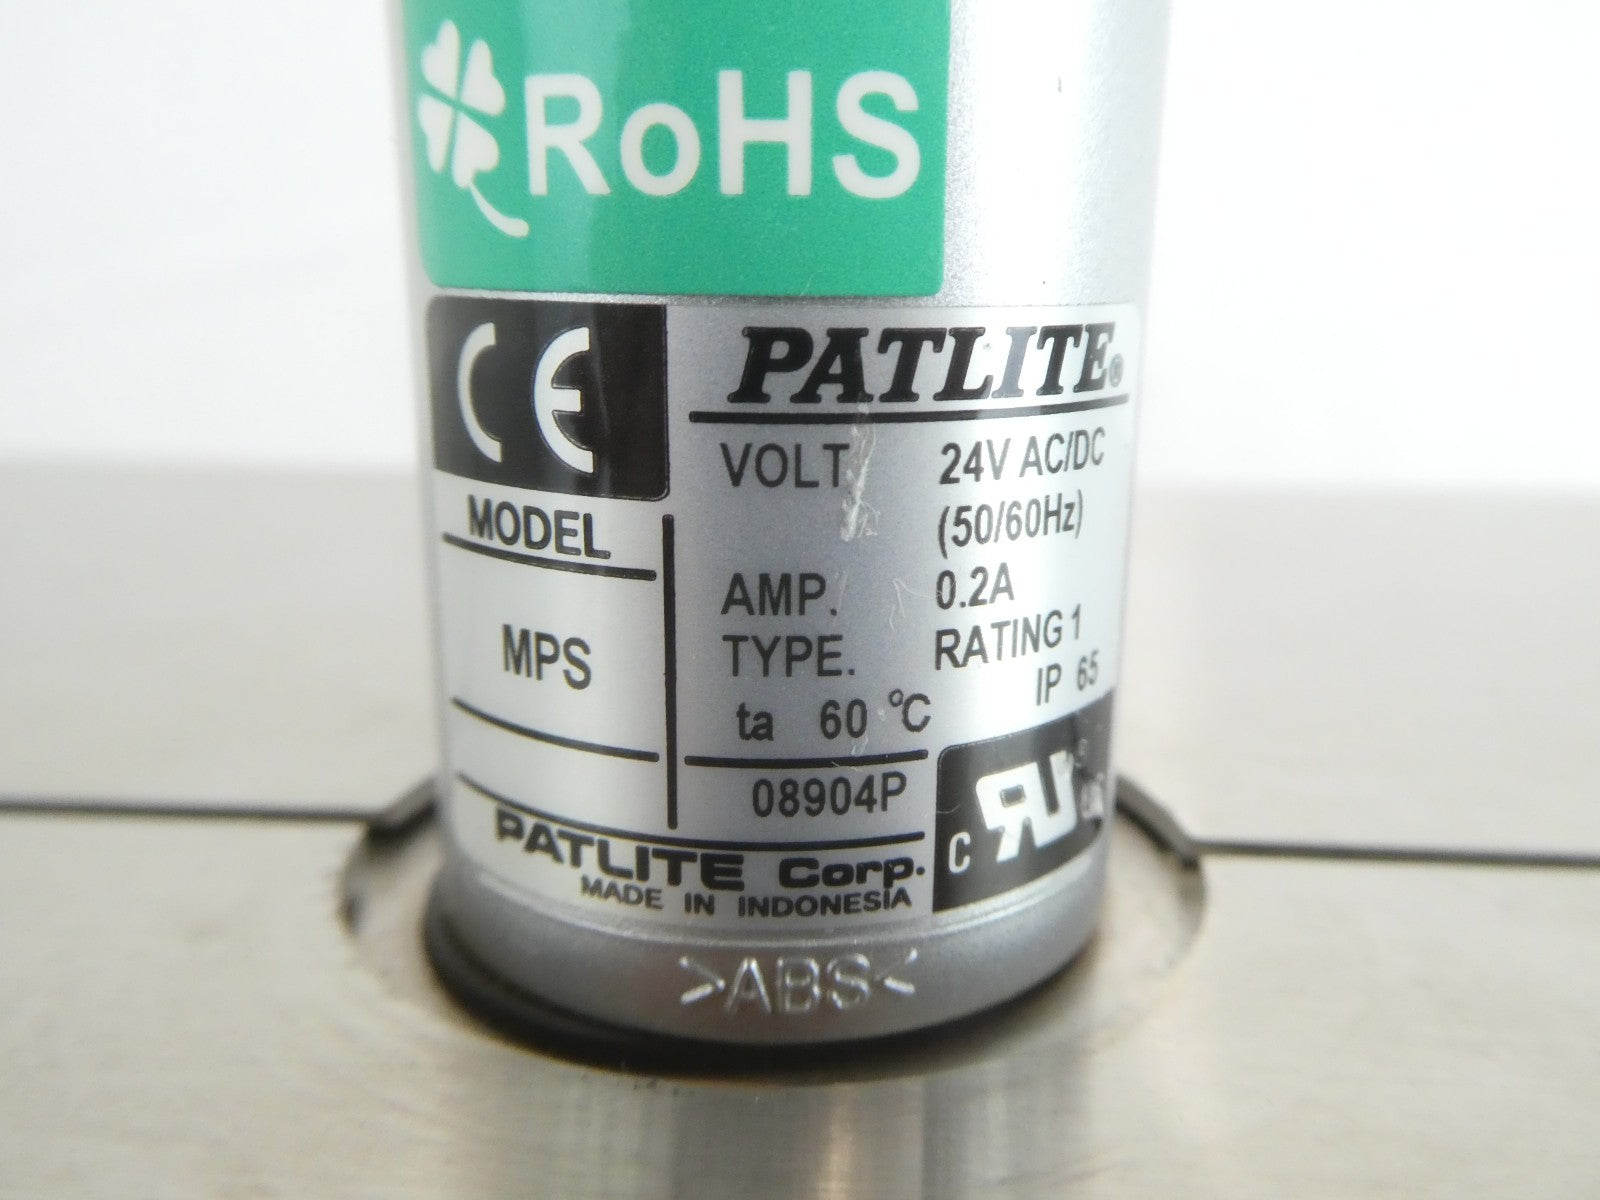 RoHS
CE
PATLITE®
VOLT. 24V AC/DC
(50/60Hz)
AMP. 0.2A
TYPE. RATING 1
IP 65
ta 60 °C
MODEL
MPS
08904P
PATLITE Corp.
MADE IN INDONESIA
>ABS<